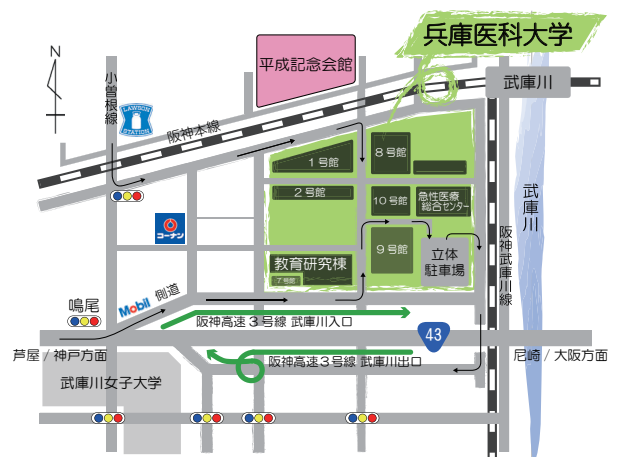 兵庫医科大学
N
平成記念会館
小曽根線
LAWSON
STATION
阪神本線
武庫川
1号館
8号館
2号館
10号館
急性医療
総合センター
武庫川
コーナン
9号館
立体
駐車場
阪神武庫川線
教育研究棟
7号館
Mobil
側道
鳴尾
阪神高速3号線 武庫川入口
43
芦屋/神戸方面
阪神高速3号線 武庫川出口
尼崎/大阪方面
武庫川女子大学